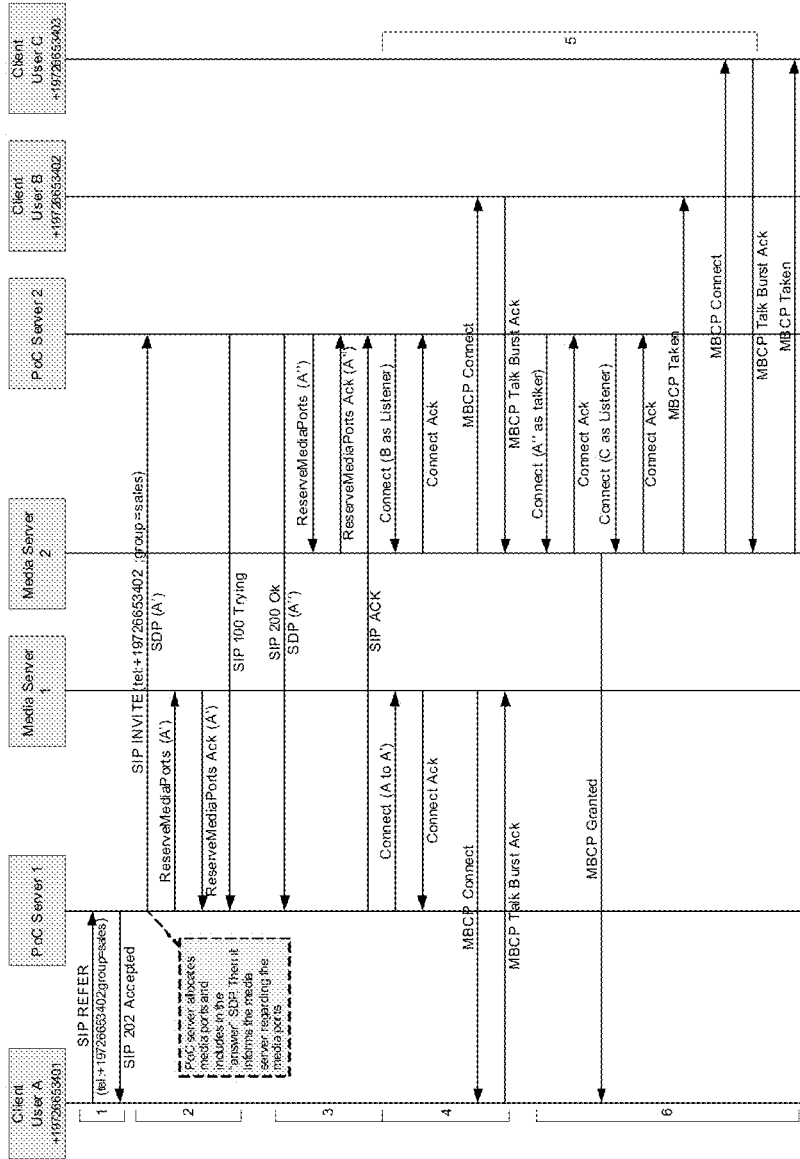 Client
User A
+19726653401
PoC Server 1
Media Server
1
Media Server
2
PoC Server 2
Client
User B
+19726653402
Client
User C
+19726653403
1
SIP REFER
(tel:+19726653402;group=sales)
SIP 202 Accepted
2
SIP INVITE (tel:+19726653402 ;group=sales)
SDP (A')
PoC server allocates
media ports and
includes in the
"answer" SDP. Then it
informs the media
server regarding the
media ports
ReserveMediaPorts (A')
ReserveMediaPorts Ack (A')
SIP 100 Trying
3
SIP 200 Ok
SDP (A'')
ReserveMediaPorts (A'')
ReserveMediaPorts Ack (A'')
SIP ACK
4
Connect (A to A')
Connect (B as Listener)
Connect Ack
Connect Ack
MBCP Connect
MBCP Connect
MBCP Talk Burst Ack
MBCP Talk Burst Ack
5
6
Connect (A'' as talker)
Connect Ack
MBCP Granted
Connect (C as Listener)
Connect Ack
MBCP Taken
MBCP Connect
MBCP Talk Burst Ack
MBCP Taken